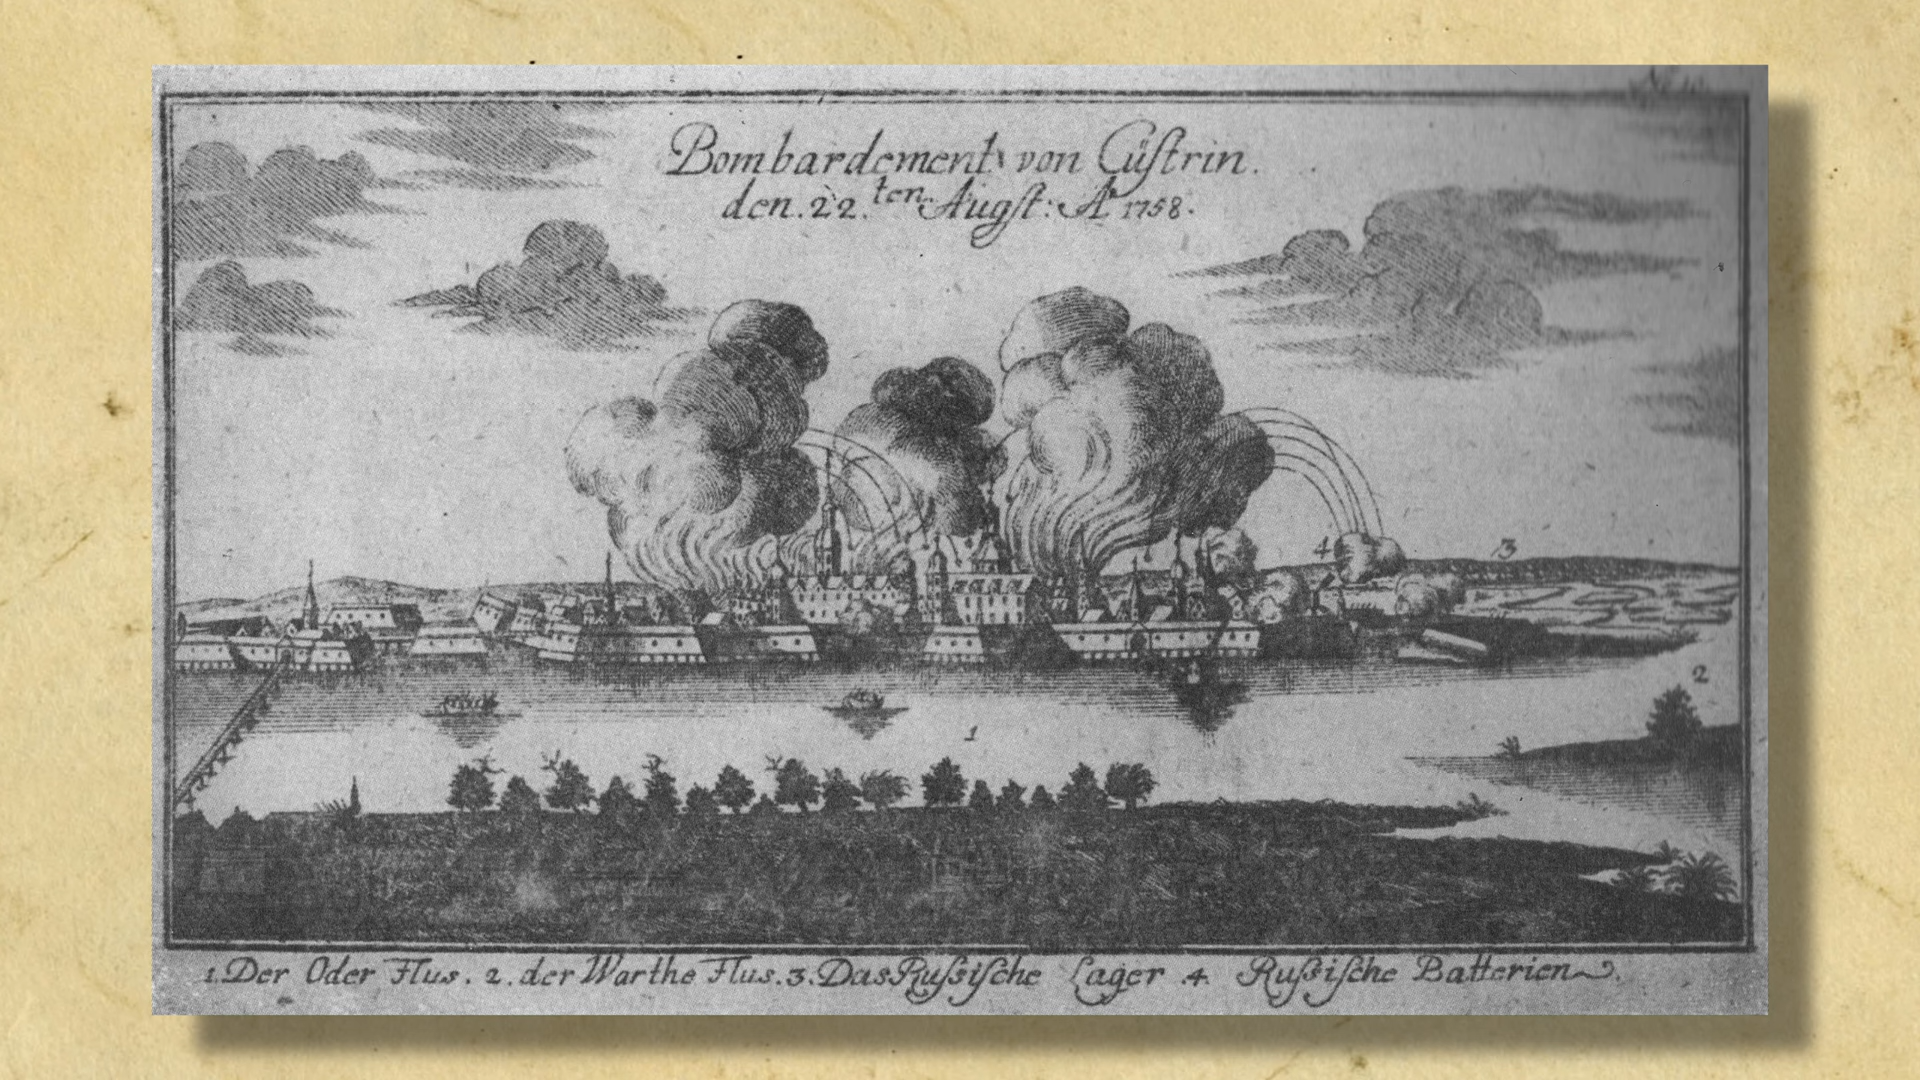 Bombardement von Cüstrin.
den. 22.ten Augst: Aº 1758.
4 3
2
1
1. Der Oder Flus. 2. der Warthe Flus. 3. Das Rußische Lager .4. Rußische Batterien.